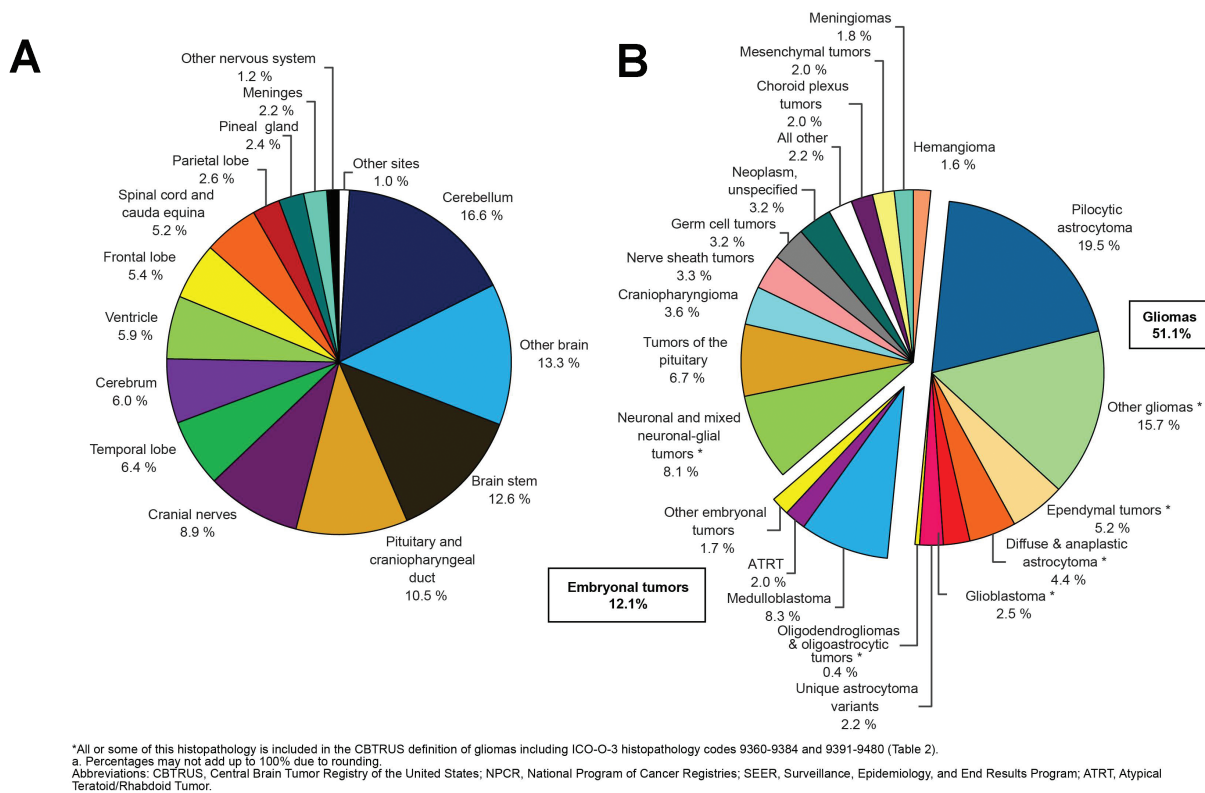 A
Other nervous system
1.2 %
Meninges
2.2 %
Pineal gland
2.4 %
Parietal lobe
2.6 %
Spinal cord and
cauda equina
5.2 %
Frontal lobe
5.4 %
Ventricle
5.9 %
Cerebrum
6.0 %
Temporal lobe
6.4 %
Cranial nerves
8.9 %
Pituitary and
craniopharyngeal
duct
10.5 %
Brain stem
12.6 %
Other brain
13.3 %
Cerebellum
16.6 %
Other sites
1.0 %
B
Meningiomas
1.8 %
Mesenchymal tumors
2.0 %
Choroid plexus
tumors
2.0 %
All other
2.2 %
Neoplasm,
unspecified
3.2 %
Germ cell tumors
3.2 %
Nerve sheath tumors
3.3 %
Craniopharyngioma
3.6 %
Tumors of the
pituitary
6.7 %
Neuronal and mixed
neuronal-glial
tumors *
8.1 %
Other embryonal
tumors
1.7 %
ATRT
2.0 %
Medulloblastoma
8.3 %
Embryonal tumors
12.1%
Oligodendrogliomas
& oligoastrocytic
tumors *
0.4 %
Unique astrocytoma
variants
2.2 %
Glioblastoma *
2.5 %
Diffuse & anaplastic
astrocytoma *
4.4 %
Ependymal tumors *
5.2 %
Other gliomas *
15.7 %
Gliomas
51.1%
Pilocytic
astrocytoma
19.5 %
Hemangioma
1.6 %
*All or some of this histopathology is included in the CBTRUS definition of gliomas including ICO-O-3 histopathology codes 9360-9384 and 9391-9480 (Table 2).
a. Percentages may not add up to 100% due to rounding.
Abbreviations: CBTRUS, Central Brain Tumor Registry of the United States; NPCR, National Program of Cancer Registries; SEER, Surveillance, Epidemiology, and End Results Program; ATRT, Atypical
Teratoid/Rhabdoid Tumor.